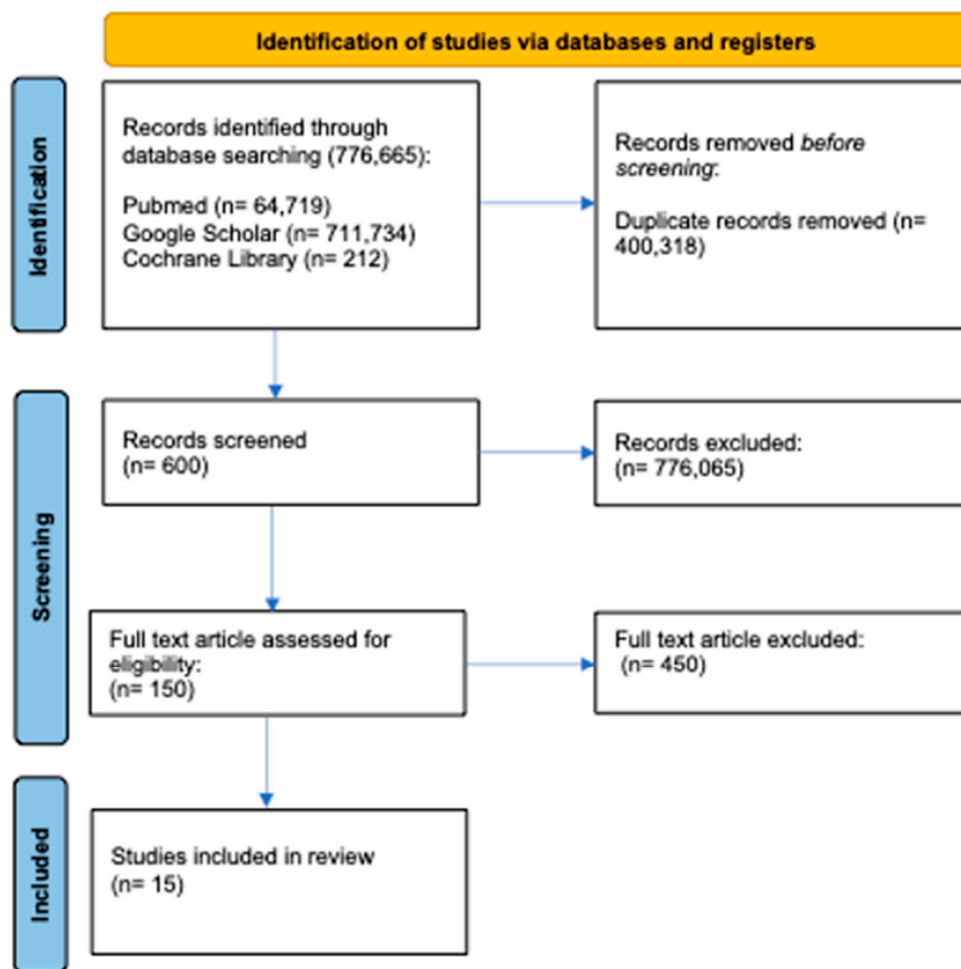 Identification of studies via databases and registers
Identification
Records identified through
database searching (776,665):
Pubmed (n= 64,719)
Google Scholar (n= 711,734)
Cochrane Library (n= 212)
Records removed before
screening:
Duplicate records removed (n=
400,318)
Screening
Records screened
(n= 600)
Records excluded:
(n= 776,065)
Full text article assessed for
eligibility:
(n= 150)
Full text article excluded:
(n= 450)
Included
Studies included in review
(n= 15)